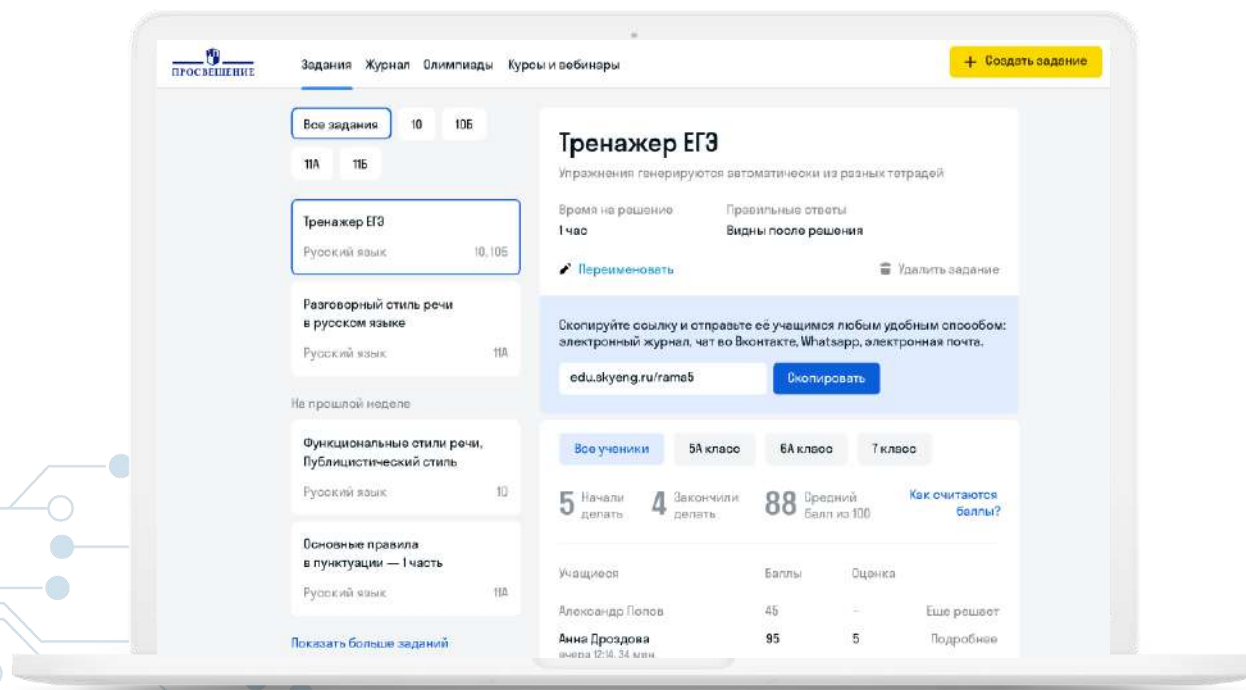 ПРОСВЕЩЕНИЕ
Задания Журнал Олимпиады Курсы и вебинары
+ Создать задание
Все задания 10 10Б
11А 11Б
Тренажер ЕГЭ
Русский язык 10, 10Б
Разговорный стиль речи
в русском языке
Русский язык 11А
На прошлой неделе
Функциональные стили речи,
Публицистический стиль
Русский язык 10
Основные правила
в пунктуации — 1 часть
Русский язык 11А
Показать больше заданий
Тренажер ЕГЭ
Упражнения генерируются автоматически из разных тетрадей
Время на решение Правильные ответы
1 час Видны после решения
Переименовать Удалить задание
Скопируйте ссылку и отправьте её учащимся любым удобным способом:
электронный журнал, чат во Вконтакте, Whatsapp, электронная почта.
edu.skyeng.ru/rama5 Скопировать
Все ученики 5А класс 6А класс 7 класс
5 Начали делать 4 Закончили делать 88 Средний балл из 100 Как считаются баллы?
Учащиеся Баллы Оценка
Александр Попов 45 – Еще решает
Анна Дроздова 95 5 Подробнее
вчера 12:14, 34 мин